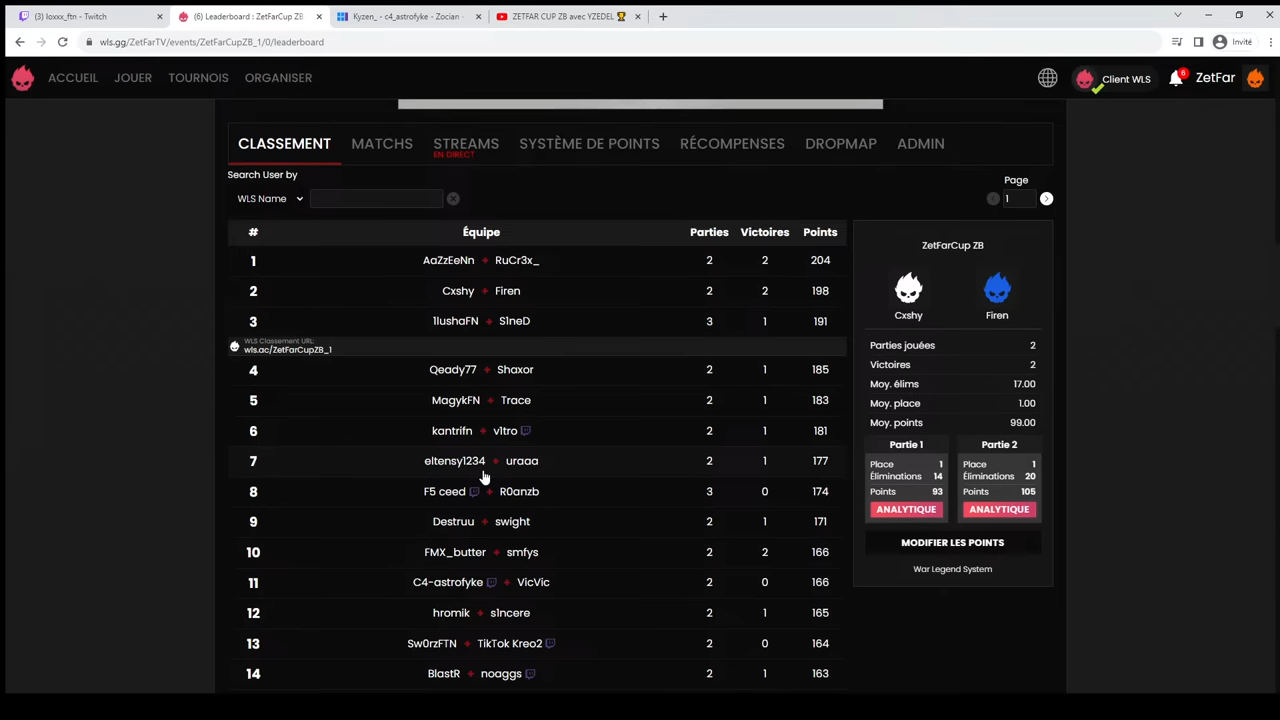 (3) loxxx_ftn - Twitch
(6) Leaderboard : ZetFarCup ZB
Kyzen_ - c4_astrofyke - Zocian -
ZETFAR CUP ZB avec YZEDEL 🏆
wls.gg/ZetFarTV/events/ZetFarCupZB_1/0/leaderboard
Invité
ACCUEIL JOUER TOURNOIS ORGANISER
Client WLS 6 ZetFar
CLASSEMENT MATCHS STREAMS SYSTÈME DE POINTS RÉCOMPENSES DROPMAP ADMIN
EN DIRECT
Search User by
Page
WLS Name
1
# Équipe Parties Victoires Points
1 AaZzEeNn RuCr3x_ 2 2 204
2 Cxshy Firen 2 2 198
3 1lushaFN S1neD 3 1 191
WLS Classement URL:
wls.ac/ZetFarCupZB_1
4 Qeady77 Shaxor 2 1 185
5 MagykFN Trace 2 1 183
6 kantrifn v1tro 2 1 181
7 eltensy1234 uraaa 2 1 177
8 F5 ceed R0anzb 3 0 174
9 Destruu swight 2 1 171
10 FMX_butter smfys 2 2 166
11 C4-astrofyke VicVic 2 0 166
12 hromik s1ncere 2 1 165
13 Sw0rzFTN TikTok Kreo2 2 0 164
14 BlastR noaggs 2 1 163
ZetFarCup ZB
Cxshy Firen
Parties jouées 2
Victoires 2
Moy. élims 17.00
Moy. place 1.00
Moy. points 99.00
Partie 1 Partie 2
Place 1 Place 1
Éliminations 14 Éliminations 20
Points 93 Points 105
ANALYTIQUE ANALYTIQUE
MODIFIER LES POINTS
War Legend System